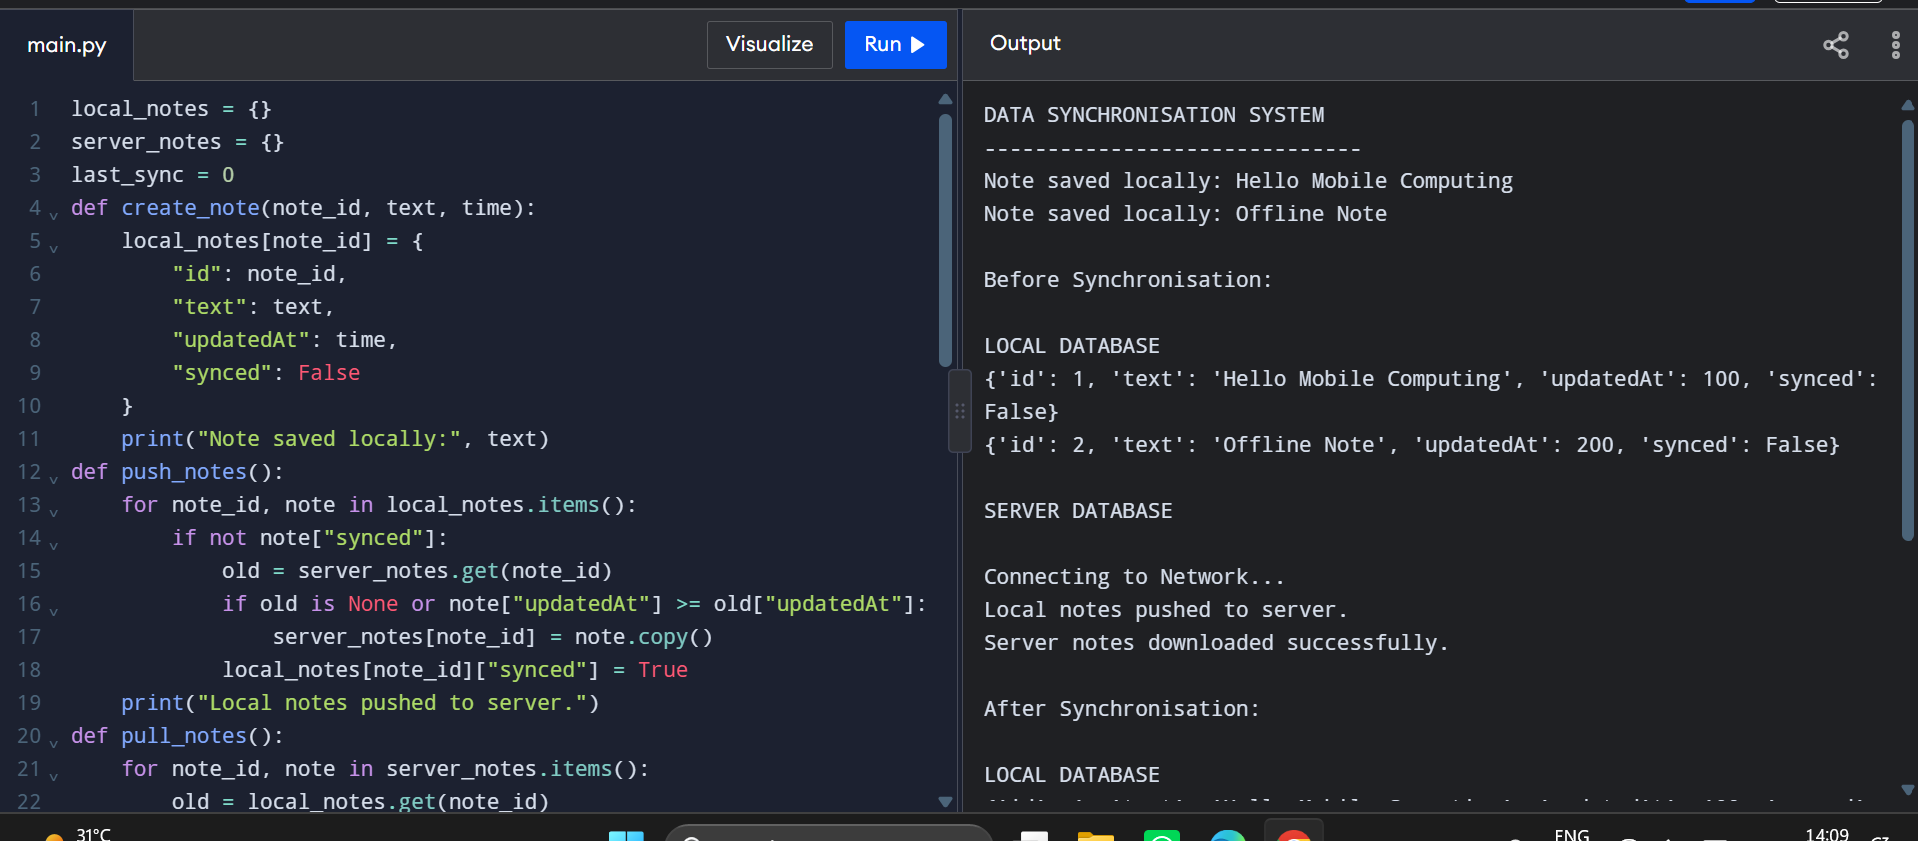 main.py
Visualize
Run
1 local_notes = {}
2 server_notes = {}
3 last_sync = 0
4 def create_note(note_id, text, time):
5     local_notes[note_id] = {
6         "id": note_id,
7         "text": text,
8         "updatedAt": time,
9         "synced": False
10     }
11     print("Note saved locally:", text)
12 def push_notes():
13     for note_id, note in local_notes.items():
14         if not note["synced"]:
15             old = server_notes.get(note_id)
16             if old is None or note["updatedAt"] >= old["updatedAt"]:
17                 server_notes[note_id] = note.copy()
18             local_notes[note_id]["synced"] = True
19     print("Local notes pushed to server.")
20 def pull_notes():
21     for note_id, note in server_notes.items():
22         old = local_notes.get(note_id)
Output
DATA SYNCHRONISATION SYSTEM
------------------------------
Note saved locally: Hello Mobile Computing
Note saved locally: Offline Note
Before Synchronisation:
LOCAL DATABASE
{'id': 1, 'text': 'Hello Mobile Computing', 'updatedAt': 100, 'synced':
False}
{'id': 2, 'text': 'Offline Note', 'updatedAt': 200, 'synced': False}
SERVER DATABASE
Connecting to Network...
Local notes pushed to server.
Server notes downloaded successfully.
After Synchronisation:
LOCAL DATABASE
31°C
ENG
14:09